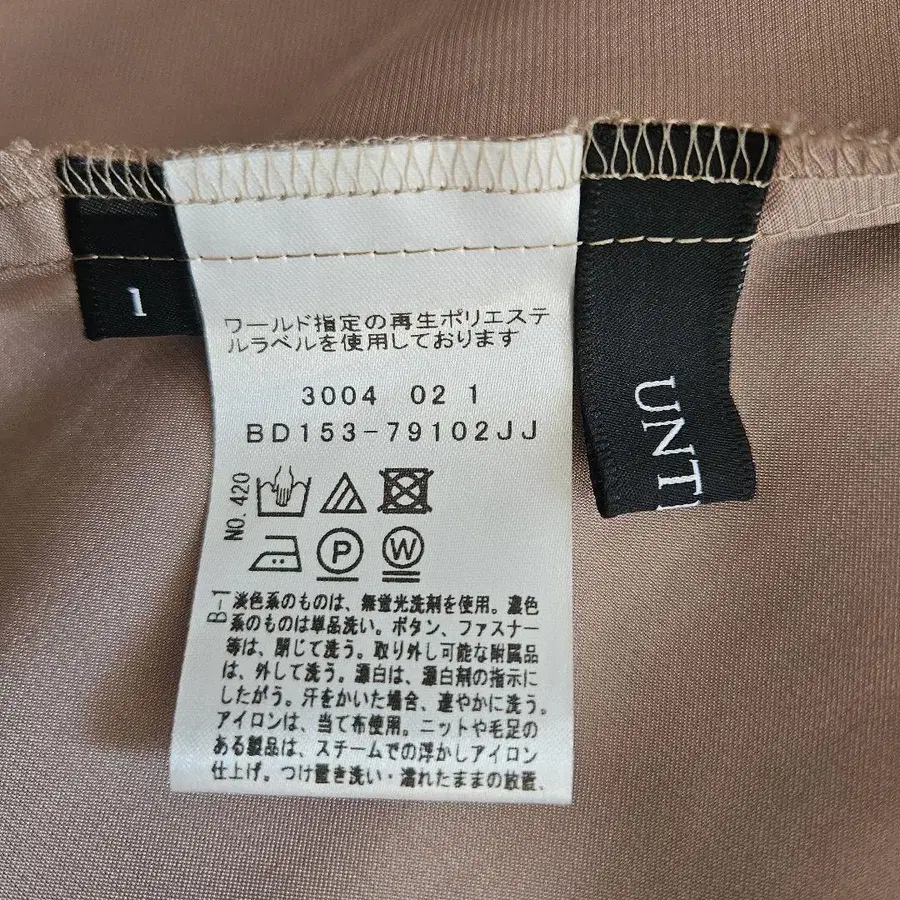 1
ワールド指定の再生ポリエステ
ルラベルを使用しております
3004 02 1
BD153-79102JJ
NO.420
P
W
B-1
淡色系のものは、無蛍光洗剤を使用。濃色
系のものは単品洗い。ボタン、ファスナー
等は、閉じて洗う。取り外し可能な附属品
は、外して洗う。漂白は、漂白剤の指示に
したがう。汗をかいた場合、速やかに洗う。
アイロンは、当て布使用。ニットや毛足の
ある製品は、スチームでの浮かしアイロン
仕上げ。つけ置き洗い・濡れたままの放置、
UNT